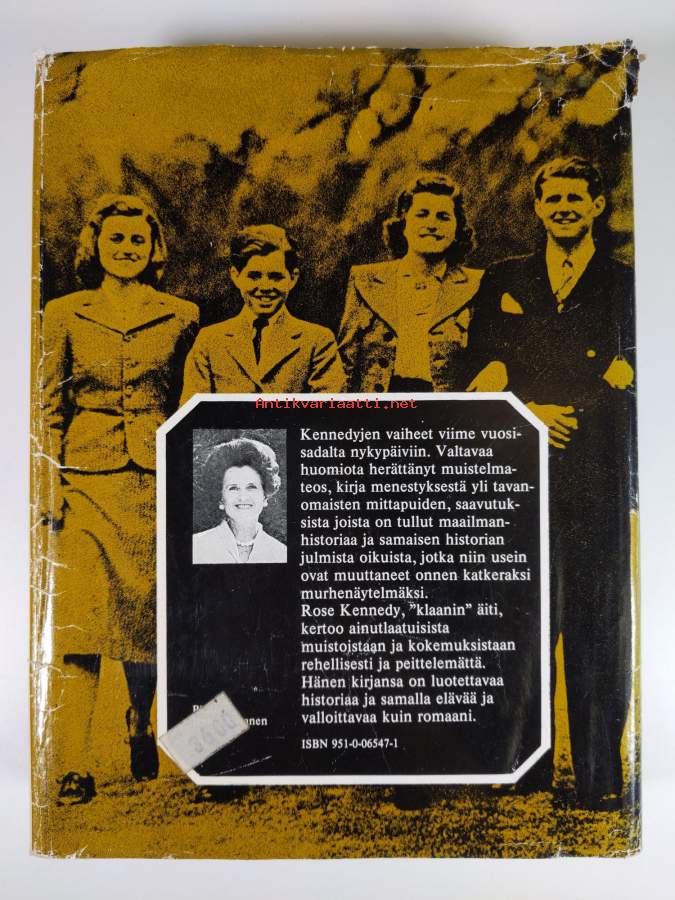 Antikvariaatti.net
Kennedyjen vaiheet viime vuosi-
sadalta nykypäiviin. Valtavaa
huomiota herättänyt muistelma-
teos, kirja menestyksestä yli tavan-
omaisten mittapuiden, saavutuk-
sista joista on tullut maailman-
historiaa ja samaisen historian
julmista oikuista, jotka niin usein
ovat muuttaneet onnen katkeraksi
murhenäytelmäksi.
Rose Kennedy, ”klaanin” äiti,
kertoo ainutlaatuisista
muistoistaan ja kokemuksistaan
rehellisesti ja peittelemättä.
Hänen kirjansa on luotettavaa
historiaa ja samalla elävää ja
valloittavaa kuin romaani.
ISBN 951-0-06547-1